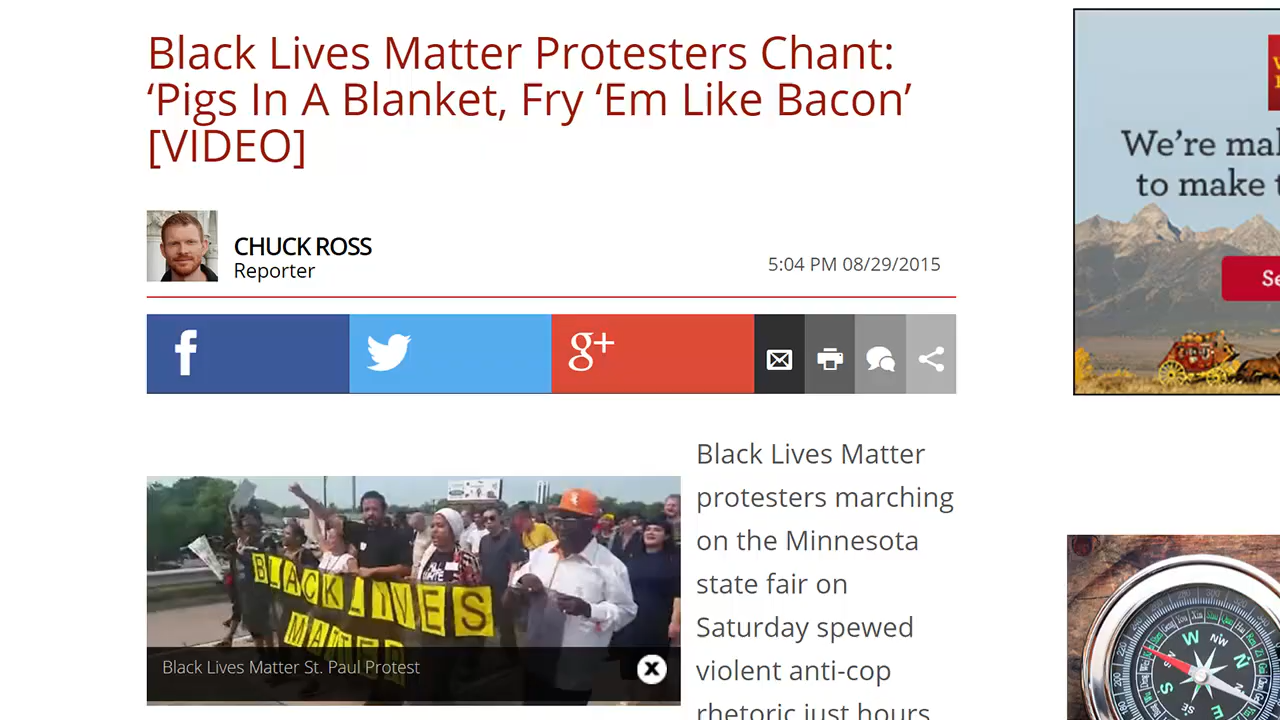 Black Lives Matter Protesters Chant:
‘Pigs In A Blanket, Fry ‘Em Like Bacon’
[VIDEO]
CHUCK ROSS
Reporter
5:04 PM 08/29/2015
f
g+
Black Lives Matter
protesters marching
on the Minnesota
state fair on
Saturday spewed
violent anti-cop
rhetoric just hours
BLACK LIVES
MATTER
Black Lives Matter St. Paul Protest
We’re mal
to make t
Se
W
NW
N
S
SE
E